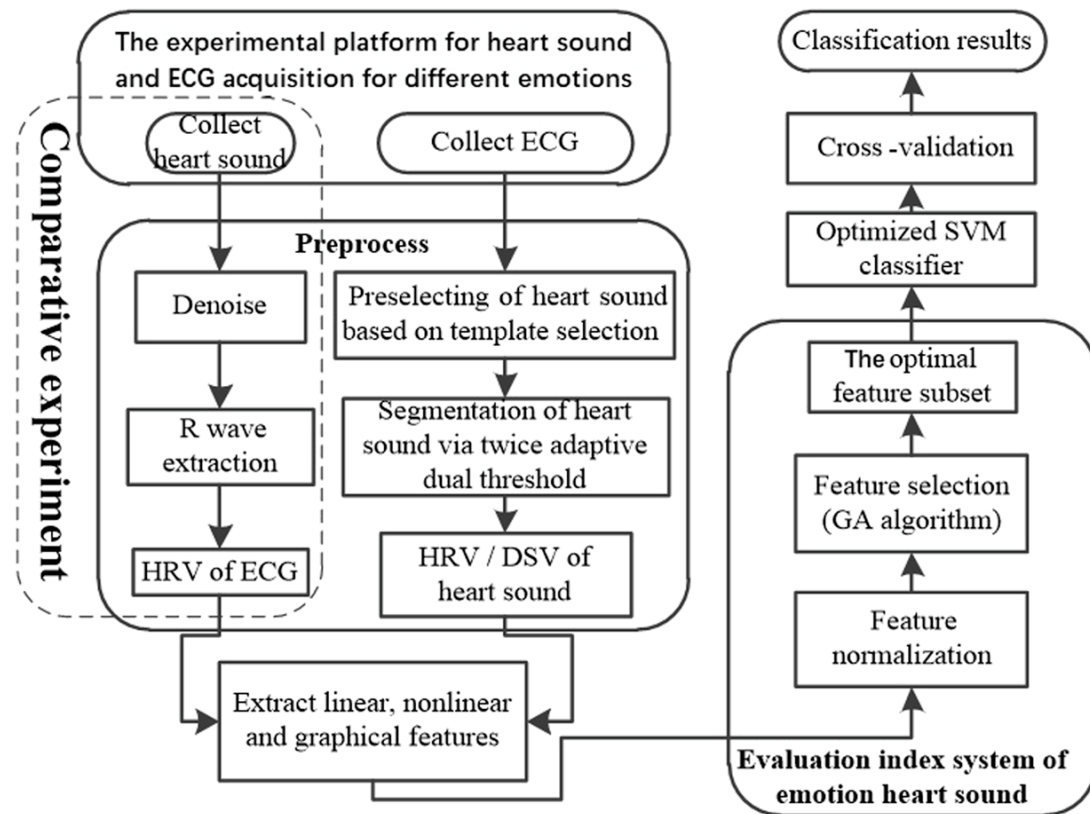 The experimental platform for heart sound
and ECG acquisition for different emotions
Collect
heart sound
Collect ECG
Comparative experiment
Preprocess
Denoise
R wave
extraction
HRV of ECG
Preselecting of heart sound
based on template selection
Segmentation of heart
sound via twice adaptive
dual threshold
HRV / DSV of
heart sound
Extract linear, nonlinear
and graphical features
Classification results
Cross -validation
Optimized SVM
classifier
The optimal
feature subset
Feature selection
(GA algorithm)
Feature
normalization
Evaluation index system of
emotion heart sound